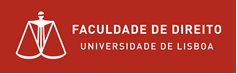 FACULDADE DE DIREITO
UNIVERSIDADE DE LISBOA